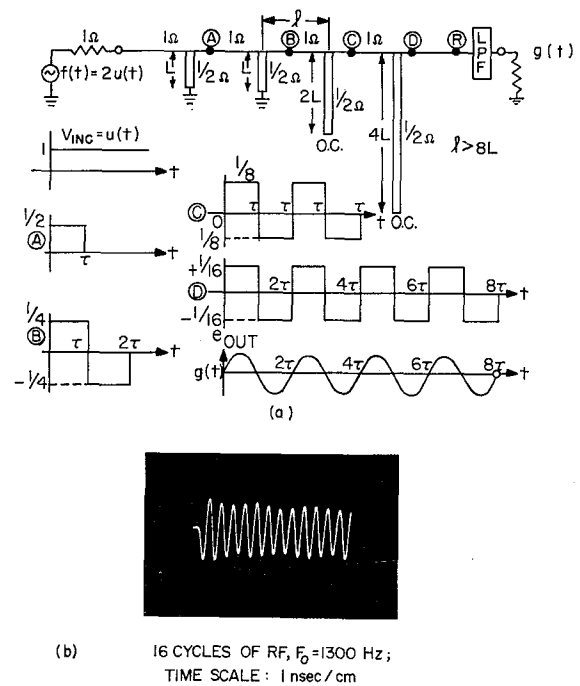 ℓ
1Ω 1Ω Ⓐ 1Ω Ⓑ 1Ω Ⓒ 1Ω Ⓓ Ⓡ LPF g(t)
f(t)=2u(t) L 1/2Ω L 1/2Ω 2L 1/2Ω 4L 1/2Ω ℓ>8L
O.C.
O.C.
V_INC = u(t)
1 t
1/2
Ⓐ τ t
1/4
Ⓑ τ 2τ t
-1/4
1/8
Ⓒ 0 τ τ τ τ t
1/8
+1/16
Ⓓ 2τ 4τ 6τ 8τ t
-1/16
e OUT
g(t) 2τ 4τ 6τ 8τ t
(a)
(b) 16 CYCLES OF RF, F₀=1300 Hz;
TIME SCALE: 1 nsec/cm